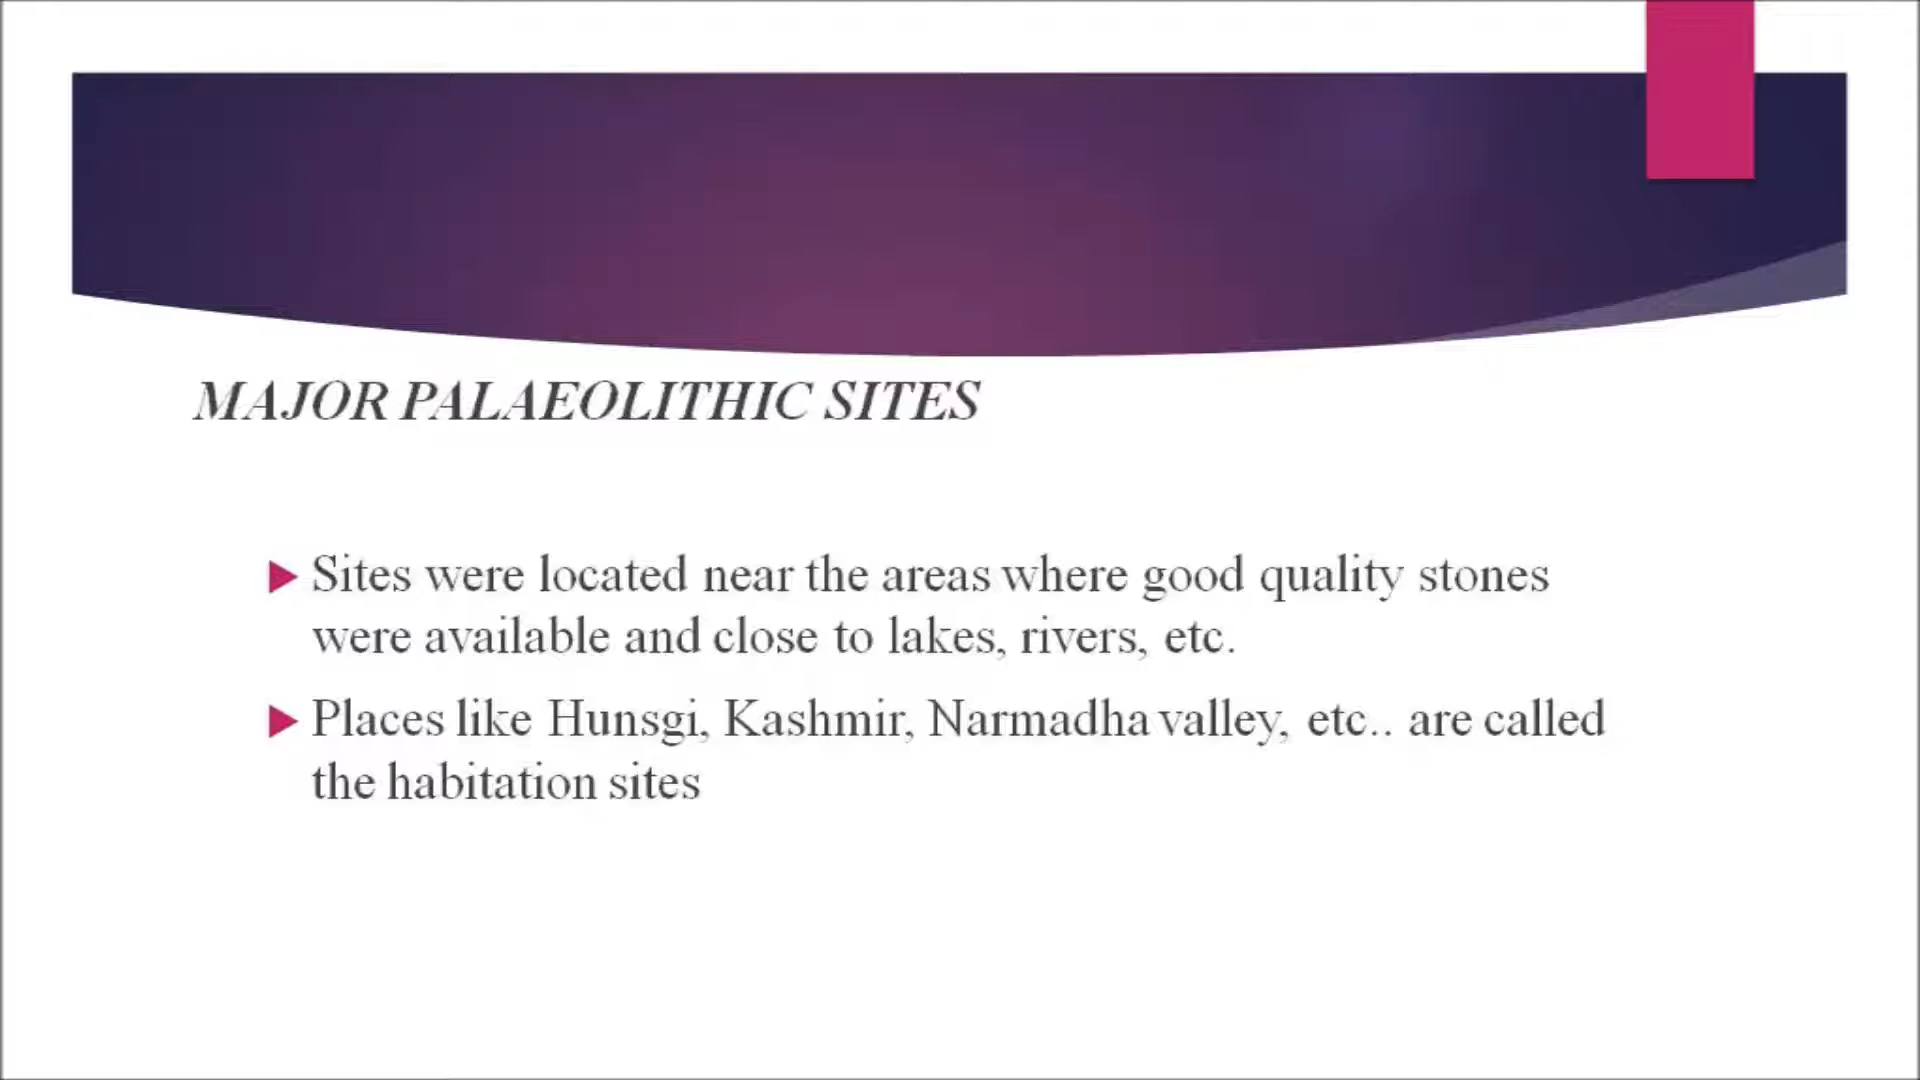 MAJOR PALAEOLITHIC SITES
Sites were located near the areas where good quality stones
were available and close to lakes, rivers, etc.
Places like Hunsgi, Kashmir, Narmadha valley, etc.. are called
the habitation sites